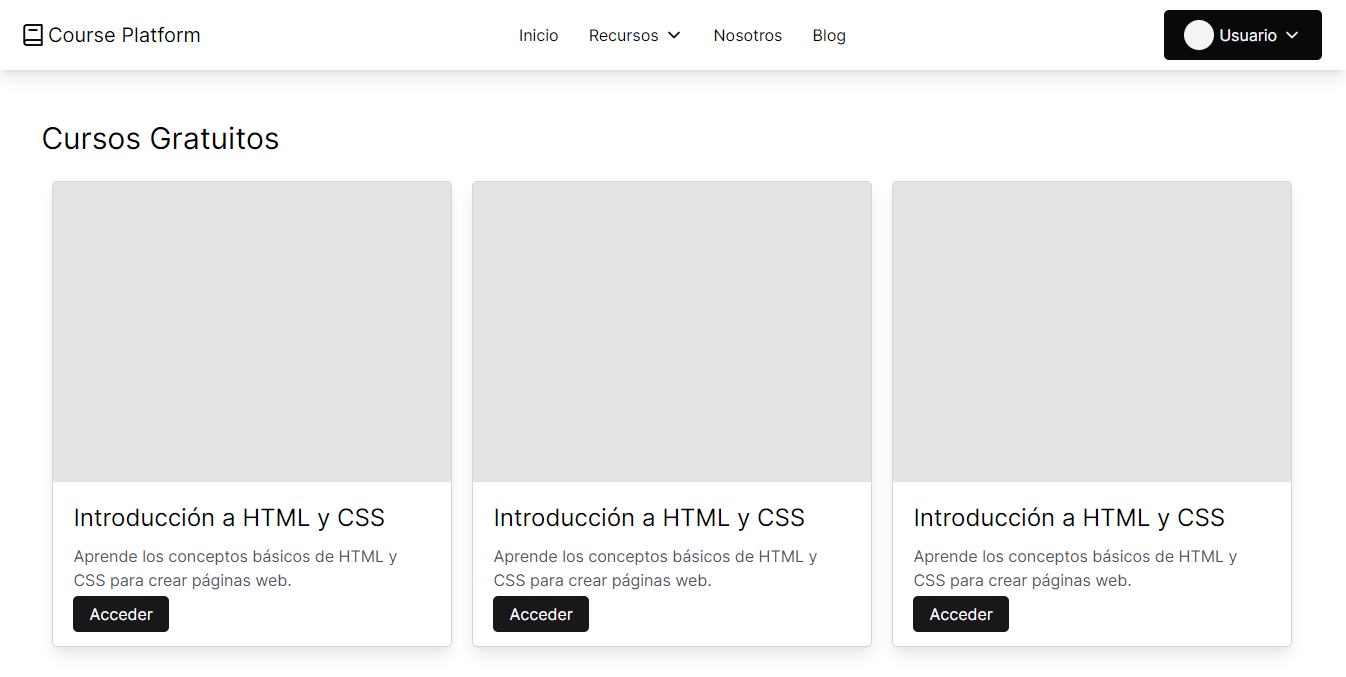 Course Platform
Inicio
Recursos
Nosotros
Blog
Usuario
Cursos Gratuitos
Introducción a HTML y CSS
Aprende los conceptos básicos de HTML y
CSS para crear páginas web.
Acceder
Introducción a HTML y CSS
Aprende los conceptos básicos de HTML y
CSS para crear páginas web.
Acceder
Introducción a HTML y CSS
Aprende los conceptos básicos de HTML y
CSS para crear páginas web.
Acceder